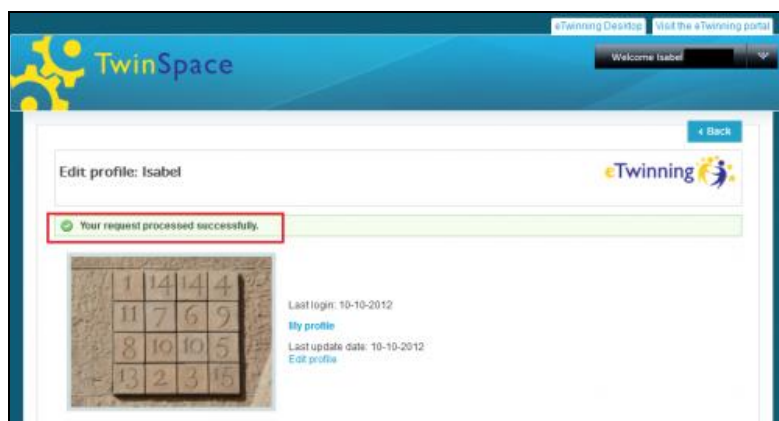 eTwinning Desktop Visit the eTwinning portal
TwinSpace
Welcome Isabel
Back
Edit profile: Isabel
eTwinning
Your request processed successfully.
1 14 14 4
11 7 6 9
8 10 10 5
13 2 3 15
Last login: 10-10-2012
My profile
Last update date: 10-10-2012
Edit profile